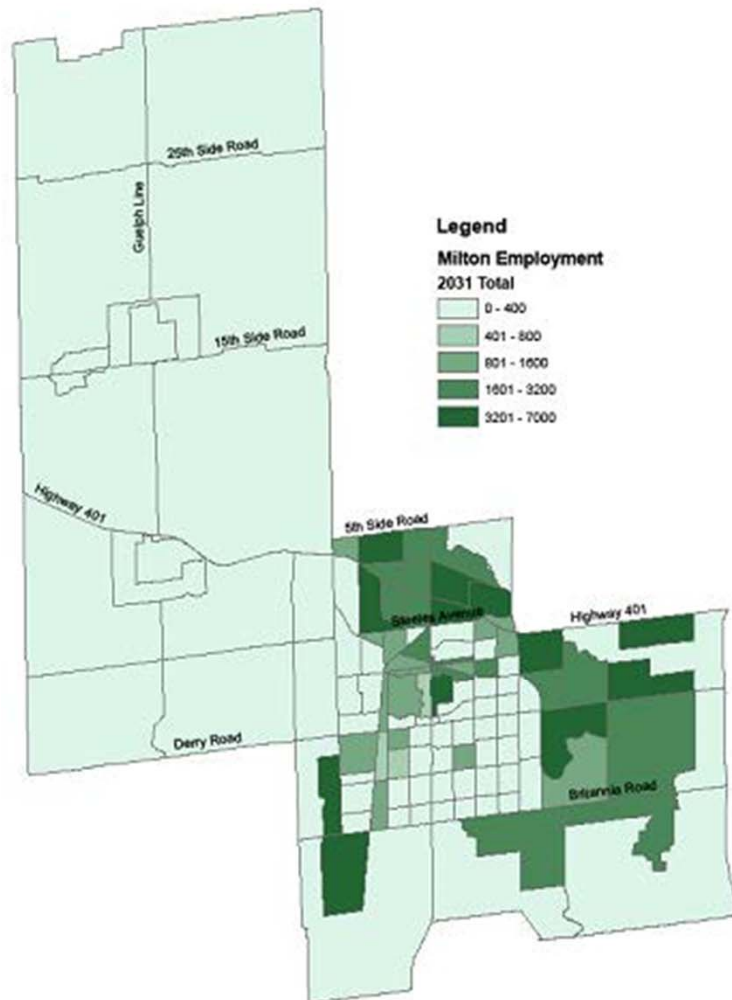 25th Side Road
Guelph Line
Legend
Milton Employment
2031 Total
0 - 400
401 - 800
801 - 1600
1601 - 3200
3201 - 7000
15th Side Road
Highway 401
5th Side Road
Steeles Avenue
Highway 401
Derry Road
Britannia Road